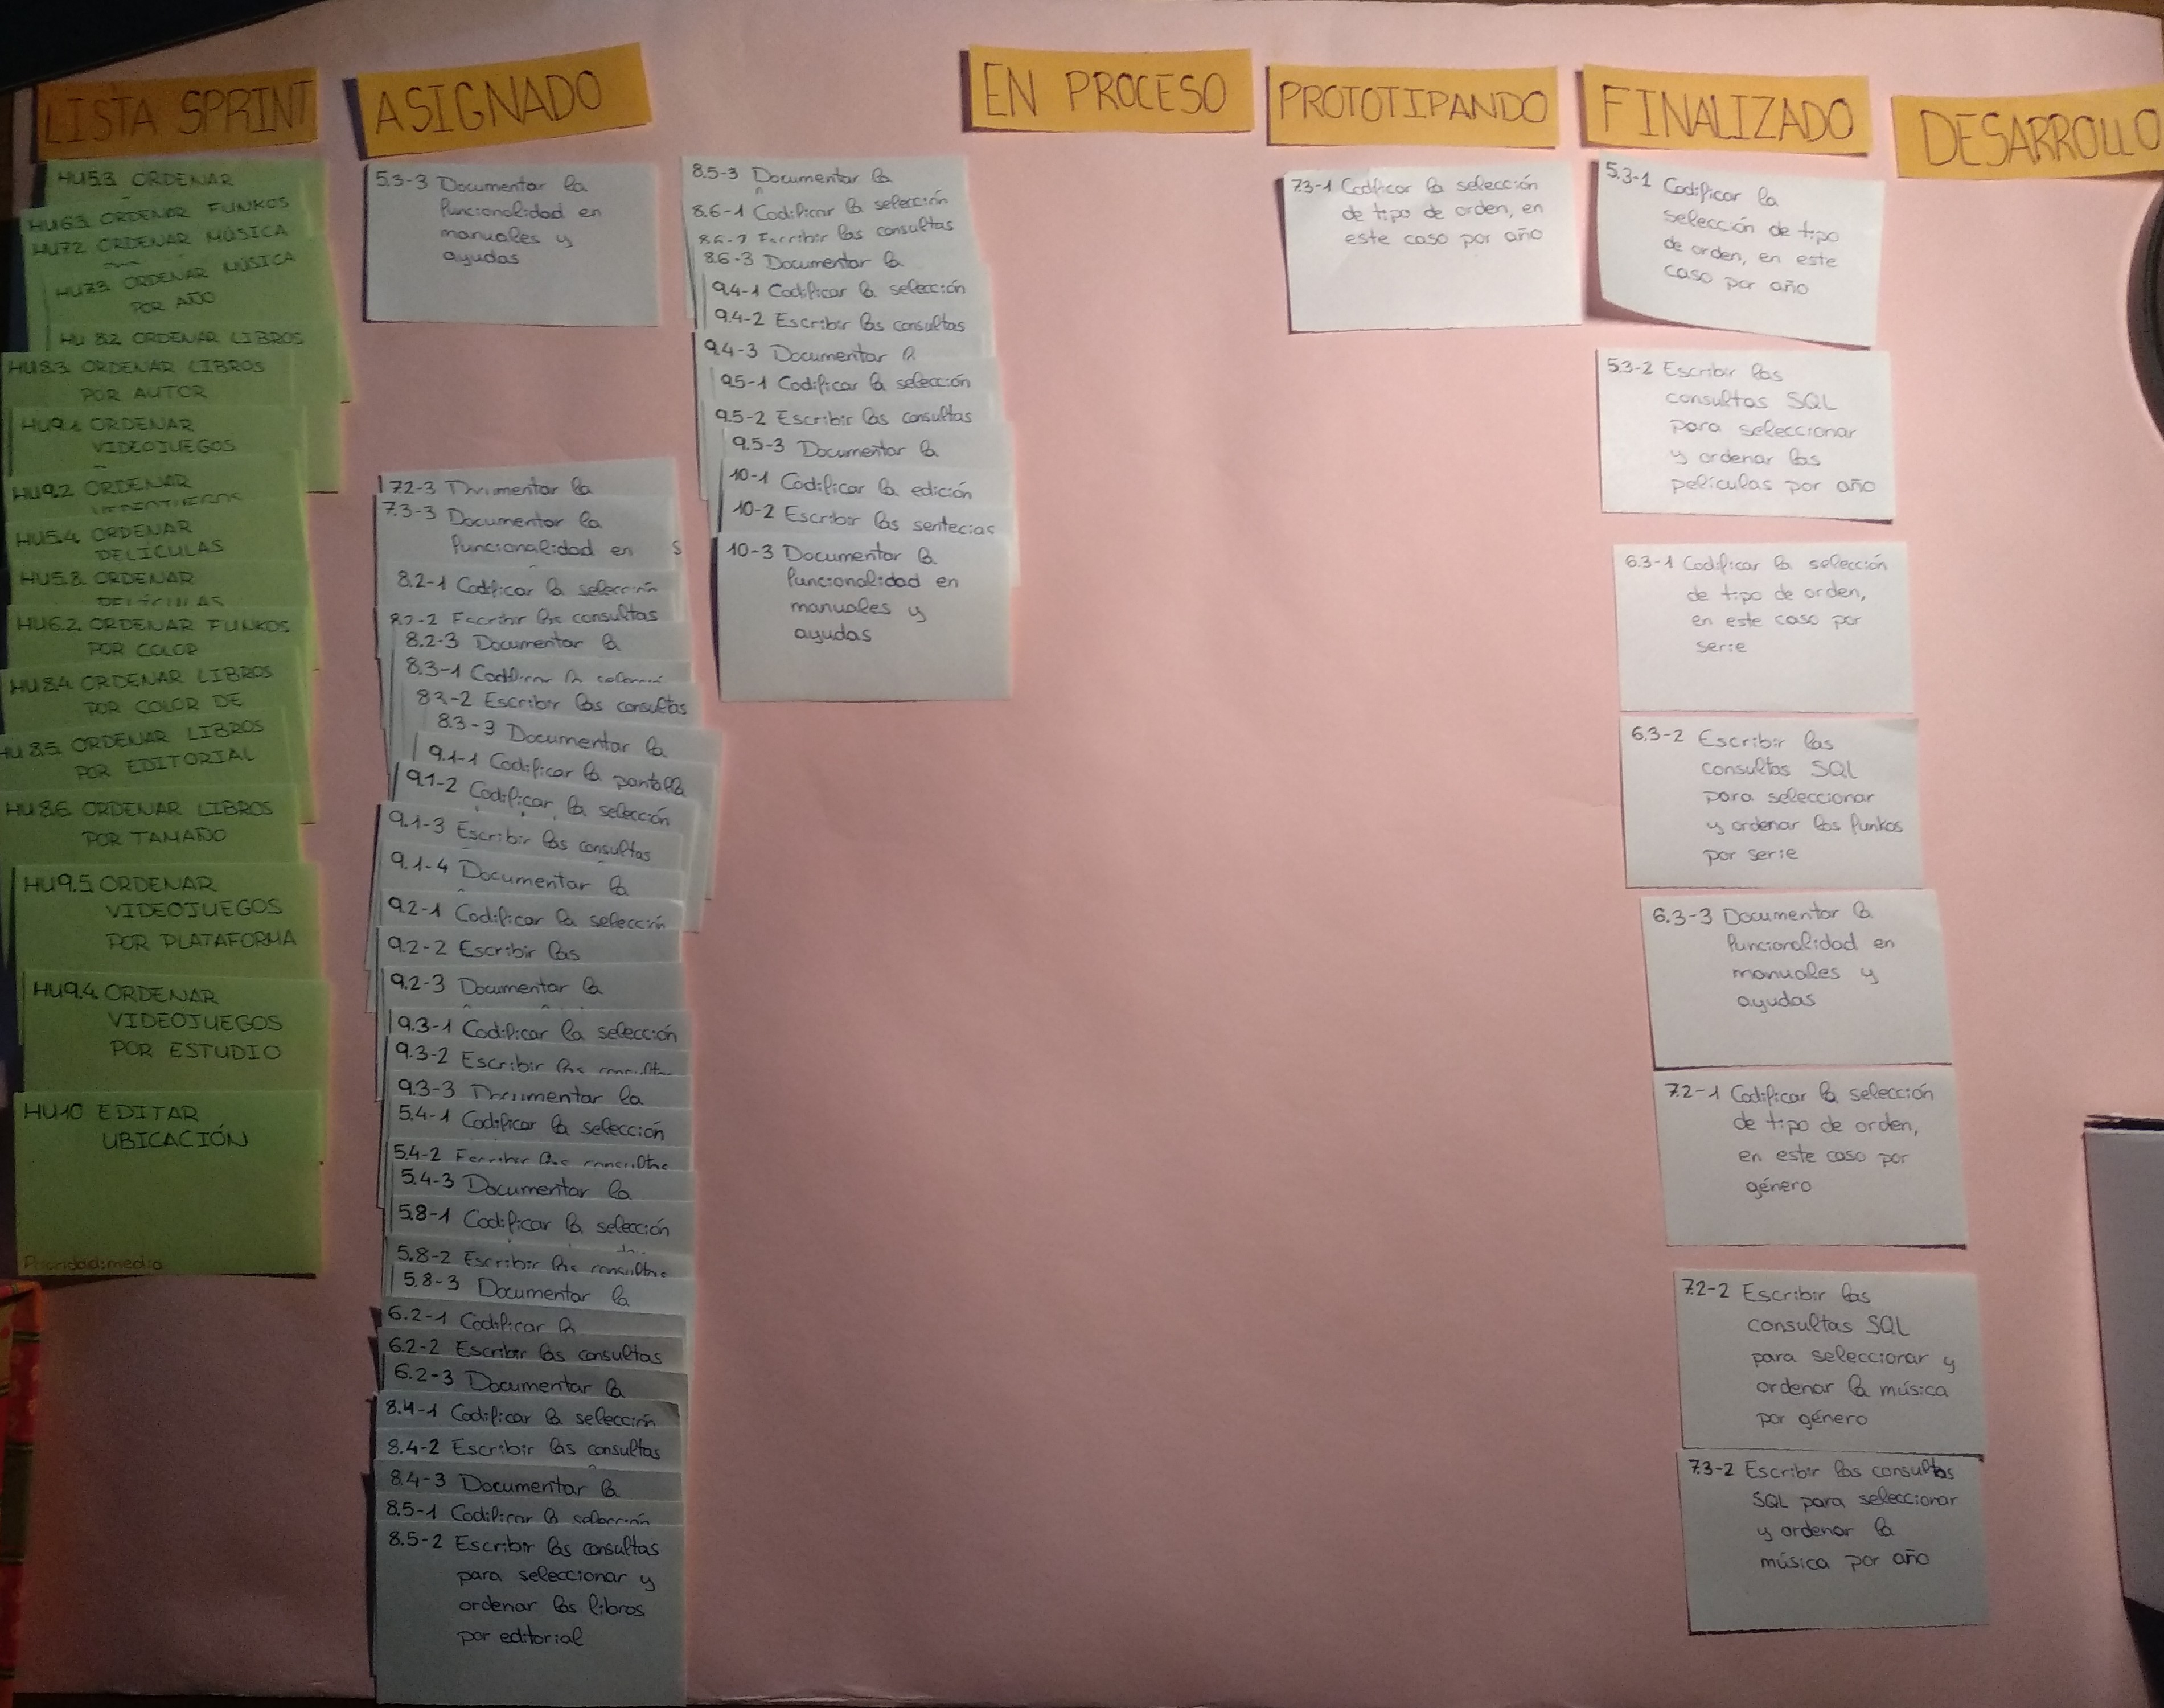 LISTA SPRINT
HU5.3 ORDENAR
HU6.3 ORDENAR FUNKOS
HU7.2 ORDENAR MÚSICA
HU7.3 ORDENAR MÚSICA
POR AÑO
HU 8.2 ORDENAR LIBROS
HU8.3 ORDENAR LIBROS
POR AUTOR
HU9.1 ORDENAR
VIDEOJUEGOS
HU9.2 ORDENAR
HU5.4 ORDENAR
PELÍCULAS
HU5.8 ORDENAR
PELÍCULAS
HU6.2 ORDENAR FUNKOS
POR COLOR
HU8.4 ORDENAR LIBROS
POR COLOR DE
HU 8.5 ORDENAR LIBROS
POR EDITORIAL
HU8.6 ORDENAR LIBROS
POR TAMAÑO
HU9.5 ORDENAR
VIDEOJUEGOS
POR PLATAFORMA
HU9.4 ORDENAR
VIDEOJUEGOS
POR ESTUDIO
HU10 EDITAR
UBICACIÓN
Prioridad: media
ASIGNADO
5.3-3 Documentar la
funcionalidad en
manuales y
ayudas
7.2-3 Documentar la
7.3-3 Documentar la
funcionalidad en
8.2-1 Codificar la selección
8.2-2 Escribir las consultas
8.2-3 Documentar la
8.3-1 Codificar la selección
8.3-2 Escribir las consultas
8.3-3 Documentar la
9.1-1 Codificar la pantalla
9.1-2 Codificar la selección
9.1-3 Escribir las consultas
9.1-4 Documentar la
9.2-1 Codificar la selección
9.2-2 Escribir las
9.2-3 Documentar la
9.3-1 Codificar la selección
9.3-2 Escribir las consultas
9.3-3 Documentar la
5.4-1 Codificar la selección
5.4-2 Escribir las consultas
5.4-3 Documentar la
5.8-1 Codificar la selección
5.8-2 Escribir las consultas
5.8-3 Documentar la
6.2-1 Codificar la
6.2-2 Escribir las consultas
6.2-3 Documentar la
8.4-1 Codificar la selección
8.4-2 Escribir las consultas
8.4-3 Documentar la
8.5-1 Codificar la selección
8.5-2 Escribir las consultas
para seleccionar y
ordenar los libros
por editorial
8.5-3 Documentar la
8.6-1 Codificar la selección
8.6-2 Escribir las consultas
8.6-3 Documentar la
9.4-1 Codificar la selección
9.4-2 Escribir las consultas
9.4-3 Documentar la
9.5-1 Codificar la selección
9.5-2 Escribir las consultas
9.5-3 Documentar la
10-1 Codificar la edición
10-2 Escribir las sentecias
10-3 Documentar la
funcionalidad en
manuales y
ayudas
EN PROCESO
PROTOTIPANDO
7.3-1 Codificar la selección
de tipo de orden, en
este caso por año
FINALIZADO
5.3-1 Codificar la
selección de tipo
de orden, en este
caso por año
5.3-2 Escribir las
consultas SQL
para seleccionar
y ordenar las
películas por año
6.3-1 Codificar la selección
de tipo de orden,
en este caso por
serie
6.3-2 Escribir las
consultas SQL
para seleccionar
y ordenar los funkos
por serie
6.3-3 Documentar la
funcionalidad en
manuales y
ayudas
7.2-1 Codificar la selección
de tipo de orden,
en este caso por
género
7.2-2 Escribir las
consultas SQL
para seleccionar y
ordenar la música
por género
7.3-2 Escribir las consultas
SQL para seleccionar
y ordenar la
música por año
DESARROLLO